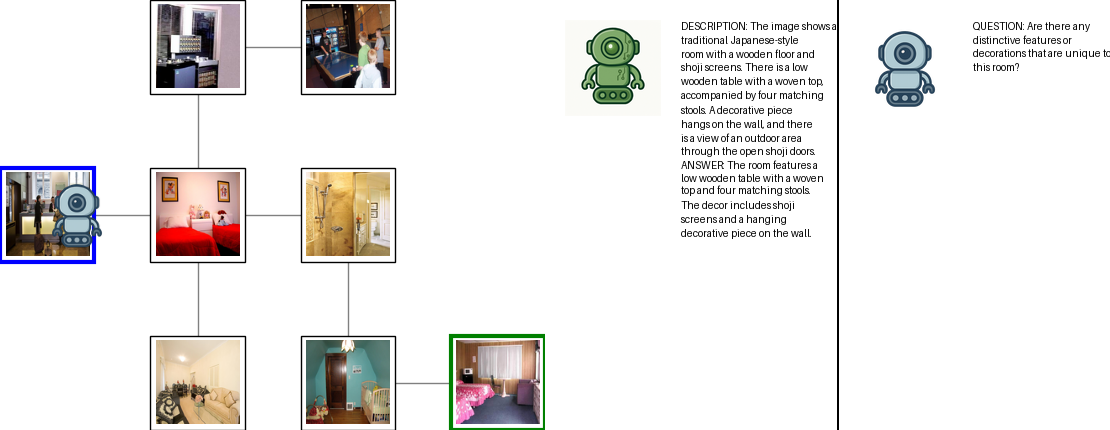 DESCRIPTION: The image shows a
traditional Japanese-style
room with a wooden floor and
shoji screens. There is a low
wooden table with a woven top,
accompanied by four matching
stools. A decorative piece
hangs on the wall, and there
is a view of an outdoor area
through the open shoji doors.
ANSWER: The room features a
low wooden table with a woven
top and four matching stools.
The decor includes shoji
screens and a hanging
decorative piece on the wall.
QUESTION: Are there any
distinctive features or
decorations that are unique to
this room?